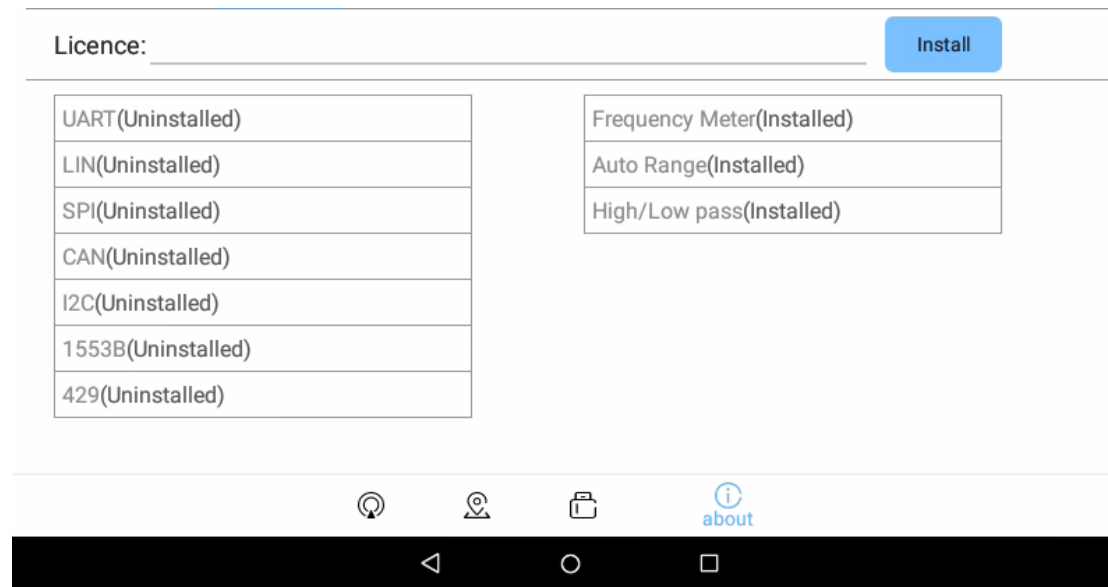 Licence:
Install
UART(Uninstalled)
LIN(Uninstalled)
SPI(Uninstalled)
CAN(Uninstalled)
I2C(Uninstalled)
1553B(Uninstalled)
429(Uninstalled)
Frequency Meter(Installed)
Auto Range(Installed)
High/Low pass(Installed)
about